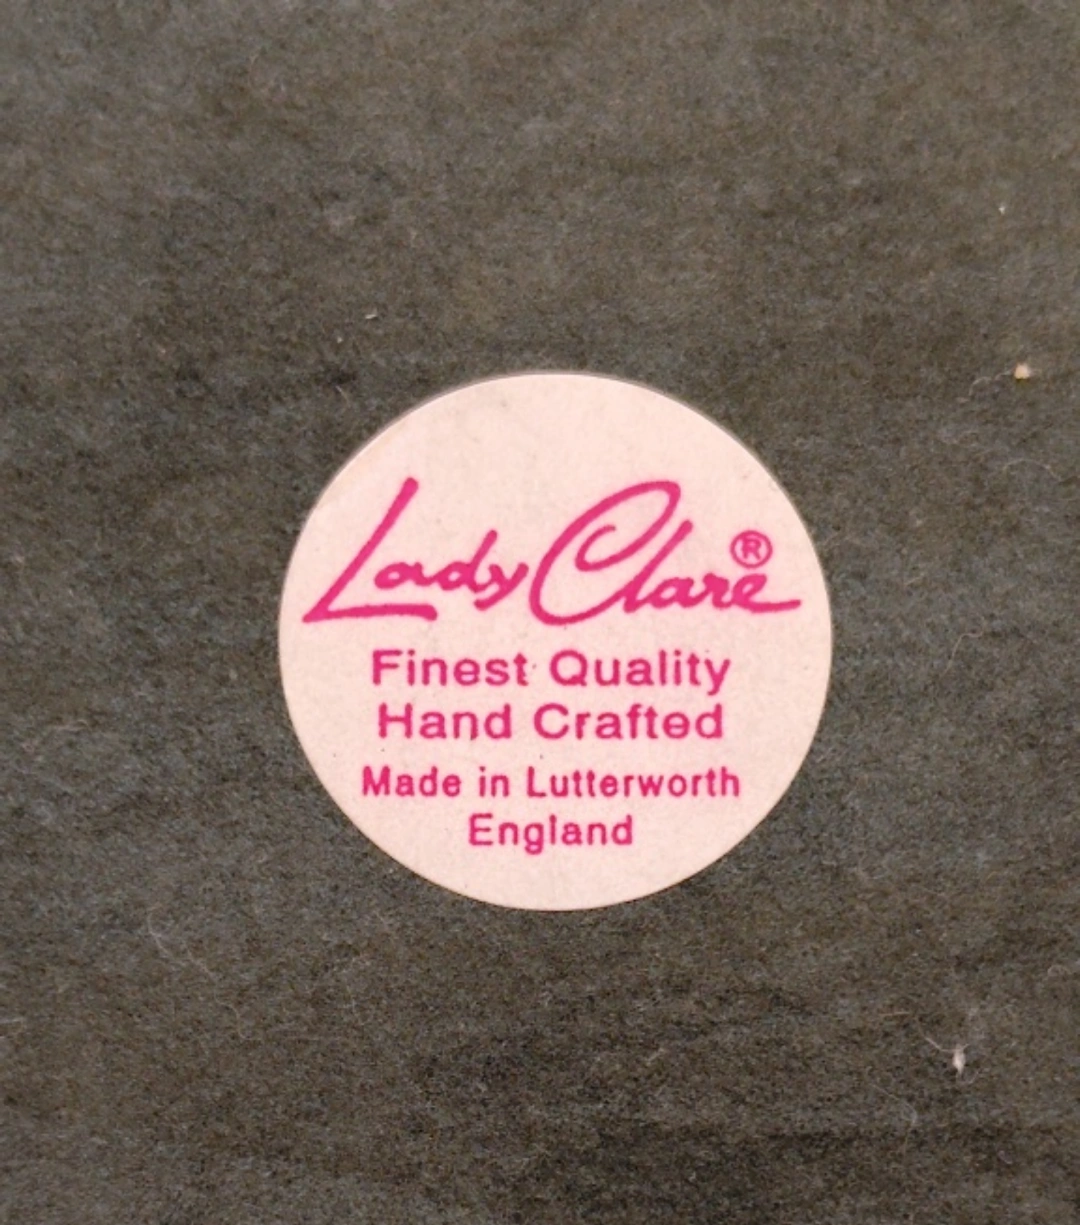 Lady Clare®
Finest Quality
Hand Crafted
Made in Lutterworth
England